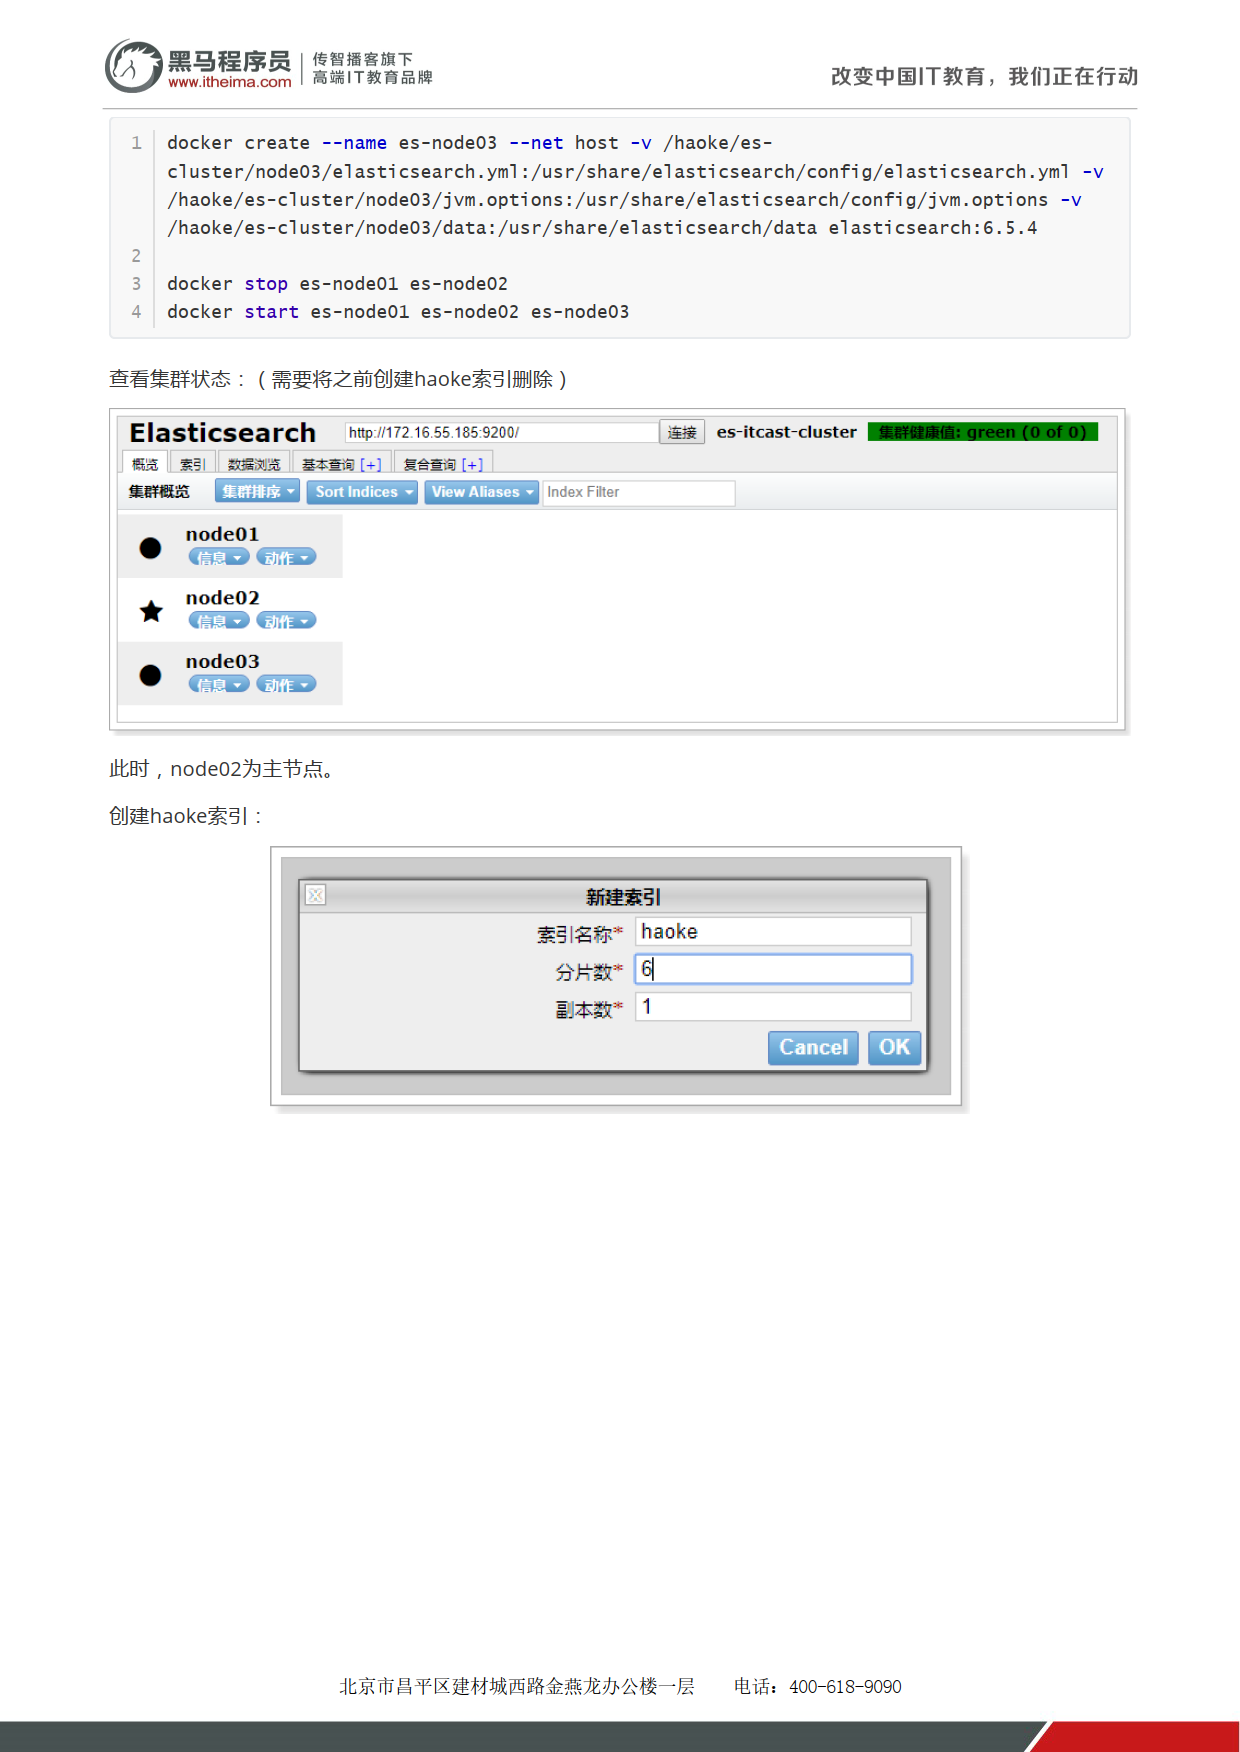 黑马程序员
www.itheima.com
传智播客旗下
高端IT教育品牌
改变中国IT教育，我们正在行动
1 docker create --name es-node03 --net host -v /haoke/es-
cluster/node03/elasticsearch.yml:/usr/share/elasticsearch/config/elasticsearch.yml -v
/haoke/es-cluster/node03/jvm.options:/usr/share/elasticsearch/config/jvm.options -v
/haoke/es-cluster/node03/data:/usr/share/elasticsearch/data elasticsearch:6.5.4
2
3 docker stop es-node01 es-node02
4 docker start es-node01 es-node02 es-node03
查看集群状态：（需要将之前创建haoke索引删除）
Elasticsearch http://172.16.55.185:9200/ 连接 es-itcast-cluster 集群健康值: green (0 of 0)
概览 索引 数据浏览 基本查询 [+] 复合查询 [+]
集群概览 集群排序 Sort Indices View Aliases Index Filter
node01
信息 动作
node02
信息 动作
node03
信息 动作
此时，node02为主节点。
创建haoke索引：
新建索引
索引名称* haoke
分片数* 6
副本数* 1
Cancel OK
北京市昌平区建材城西路金燕龙办公楼一层 电话：400-618-9090